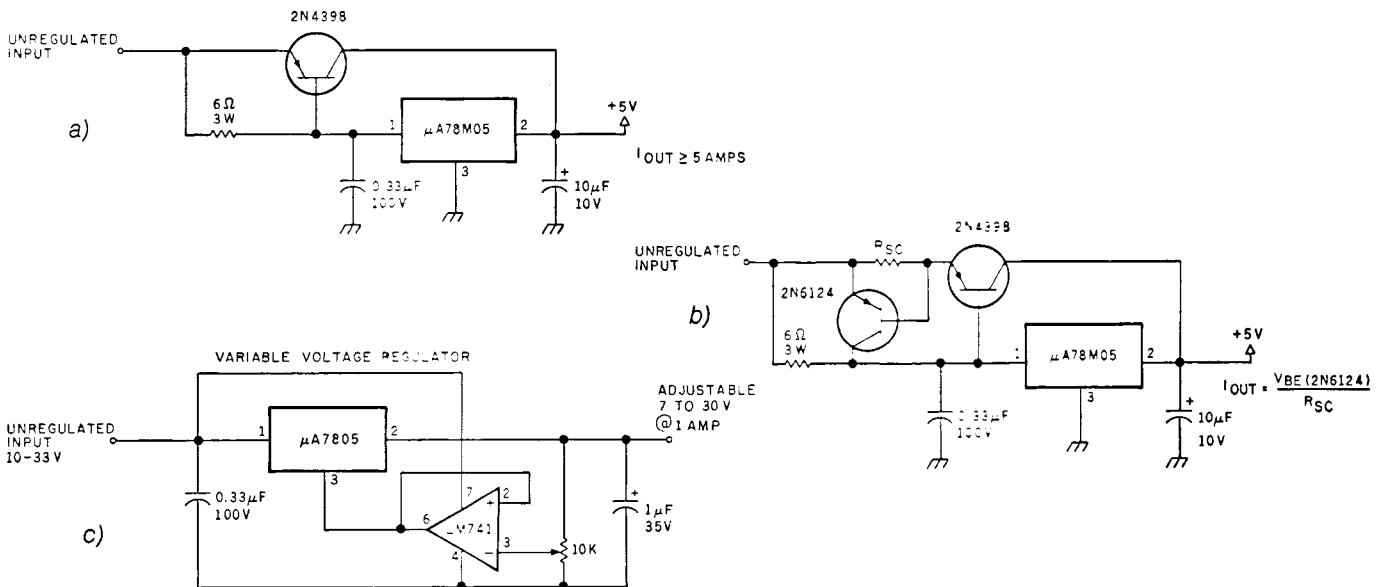 2N4398
UNREGULATED
INPUT
6Ω
3W
a)
1
μA78M05
2
3
+5V
0.33μF
100V
+
10μF
10V
IOUT ≥ 5 AMPS
2N4398
UNREGULATED
INPUT
RSC
2N6124
b)
6Ω
3W
1
μA78M05
2
3
+5V
0.33μF
100V
+
10μF
10V
IOUT = VBE(2N6124)
RSC
VARIABLE VOLTAGE REGULATOR
ADJUSTABLE
7 TO 30V
@1 AMP
UNREGULATED
INPUT
10-33V
1
μA7805
2
3
0.33μF
100V
7
+
2
6
LM741
4
-
3
10K
+
1μF
35V
c)